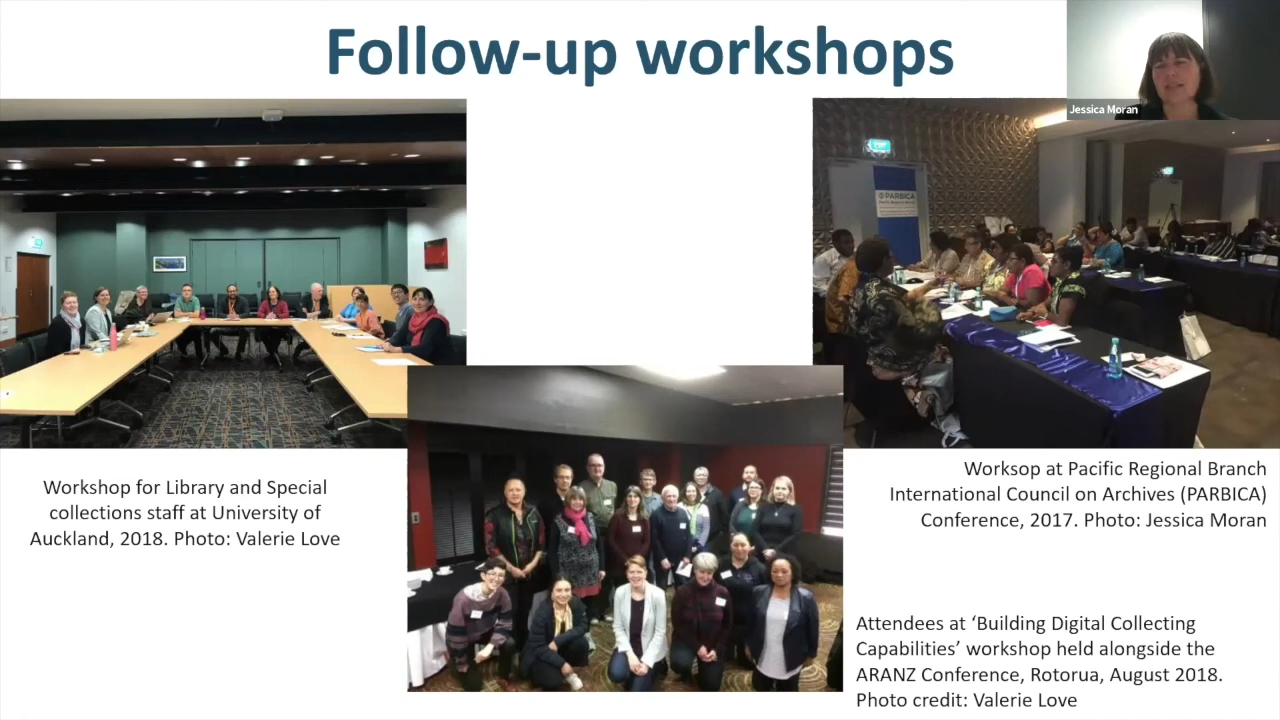 Follow-up workshops
Jessica Moran
PARBICA
Workshop for Library and Special
collections staff at University of
Auckland, 2018. Photo: Valerie Love
Worksop at Pacific Regional Branch
International Council on Archives (PARBICA)
Conference, 2017. Photo: Jessica Moran
Attendees at ‘Building Digital Collecting
Capabilities’ workshop held alongside the
ARANZ Conference, Rotorua, August 2018.
Photo credit: Valerie Love